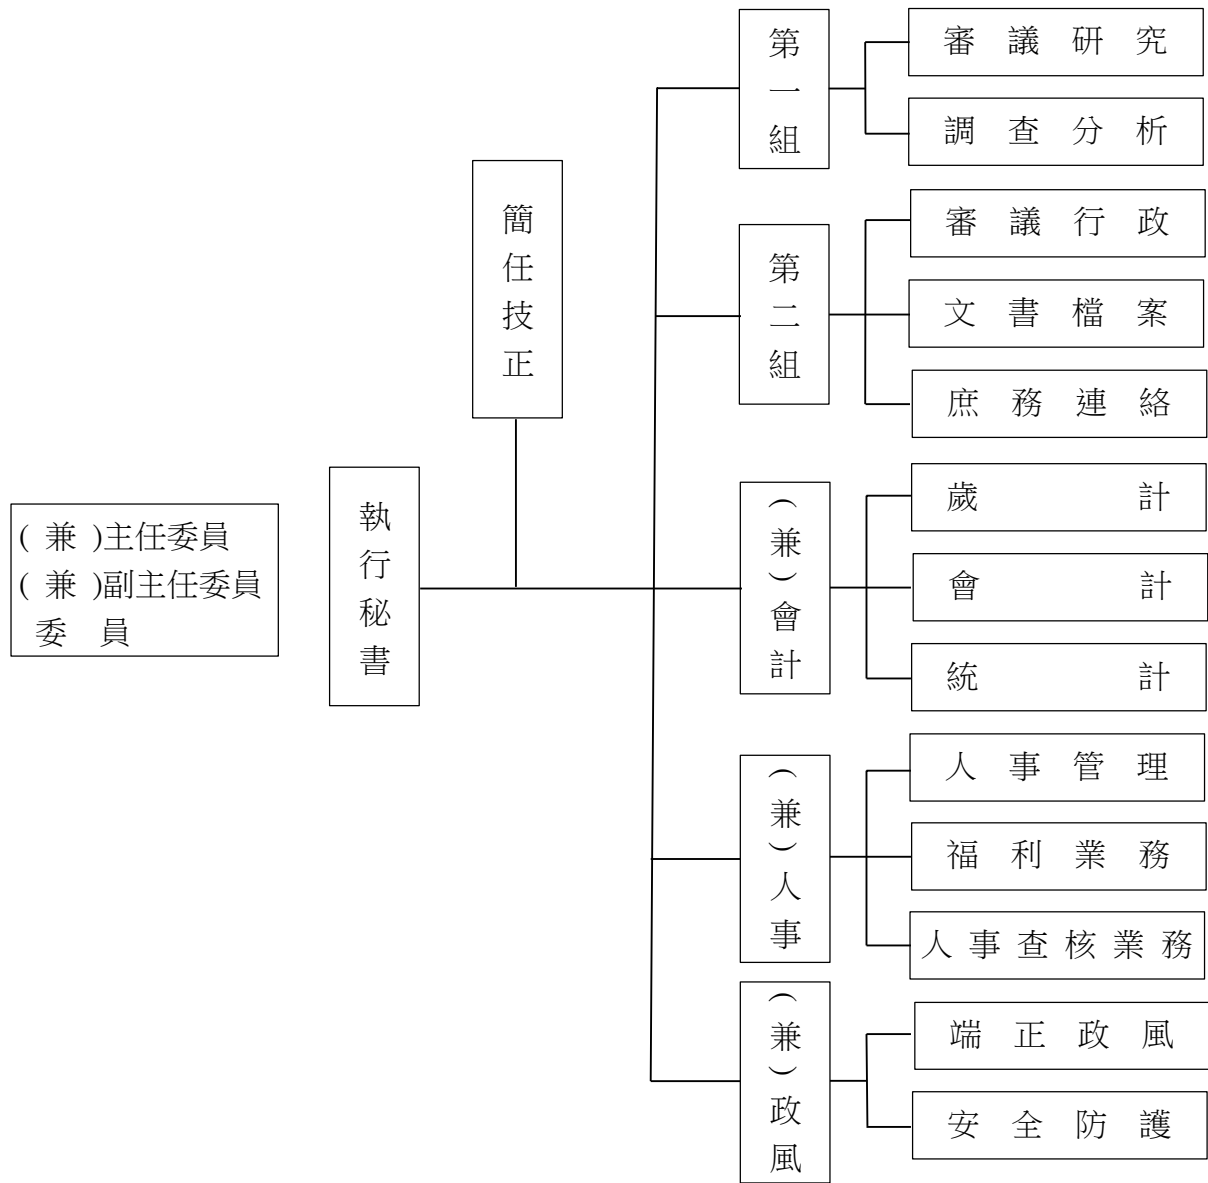 (兼)主任委員
(兼)副主任委員
委員
執行秘書
簡任技正
第一組
審議研究
調查分析
第二組
審議行政
文書檔案
庶務連絡
(兼)會計
歲計
會計
統計
(兼)人事
人事管理
福利業務
人事查核業務
(兼)政風
端正政風
安全防護